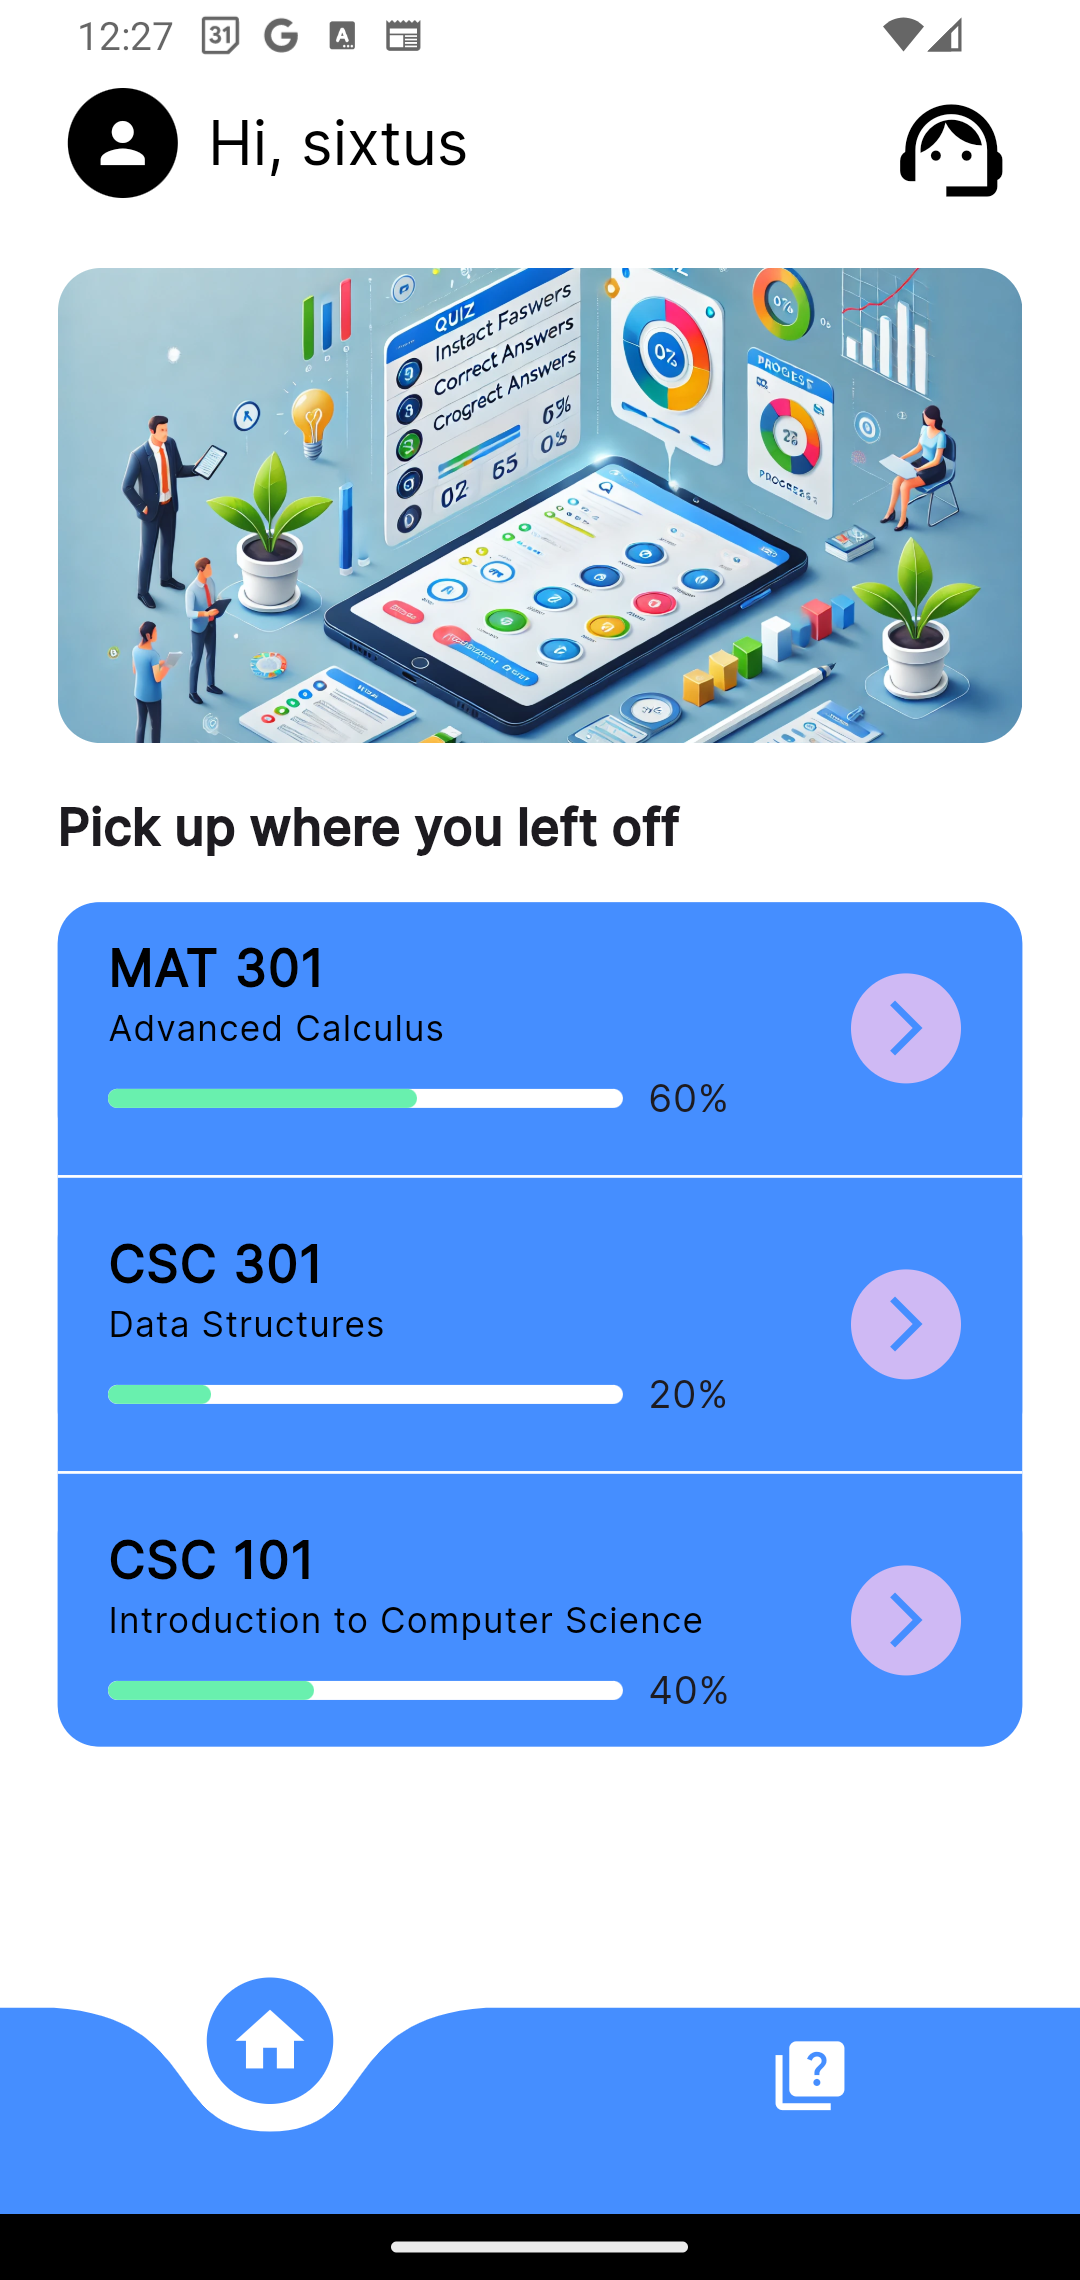 12:27
31
Hi, sixtus
QUIZ
Instact Faswers
Correct Answers
Crogrect Answers
6%
0%
02
65
0%
0%
PROGESE
PROGRESS
Pick up where you left off
MAT 301
Advanced Calculus
60%
CSC 301
Data Structures
20%
CSC 101
Introduction to Computer Science
40%